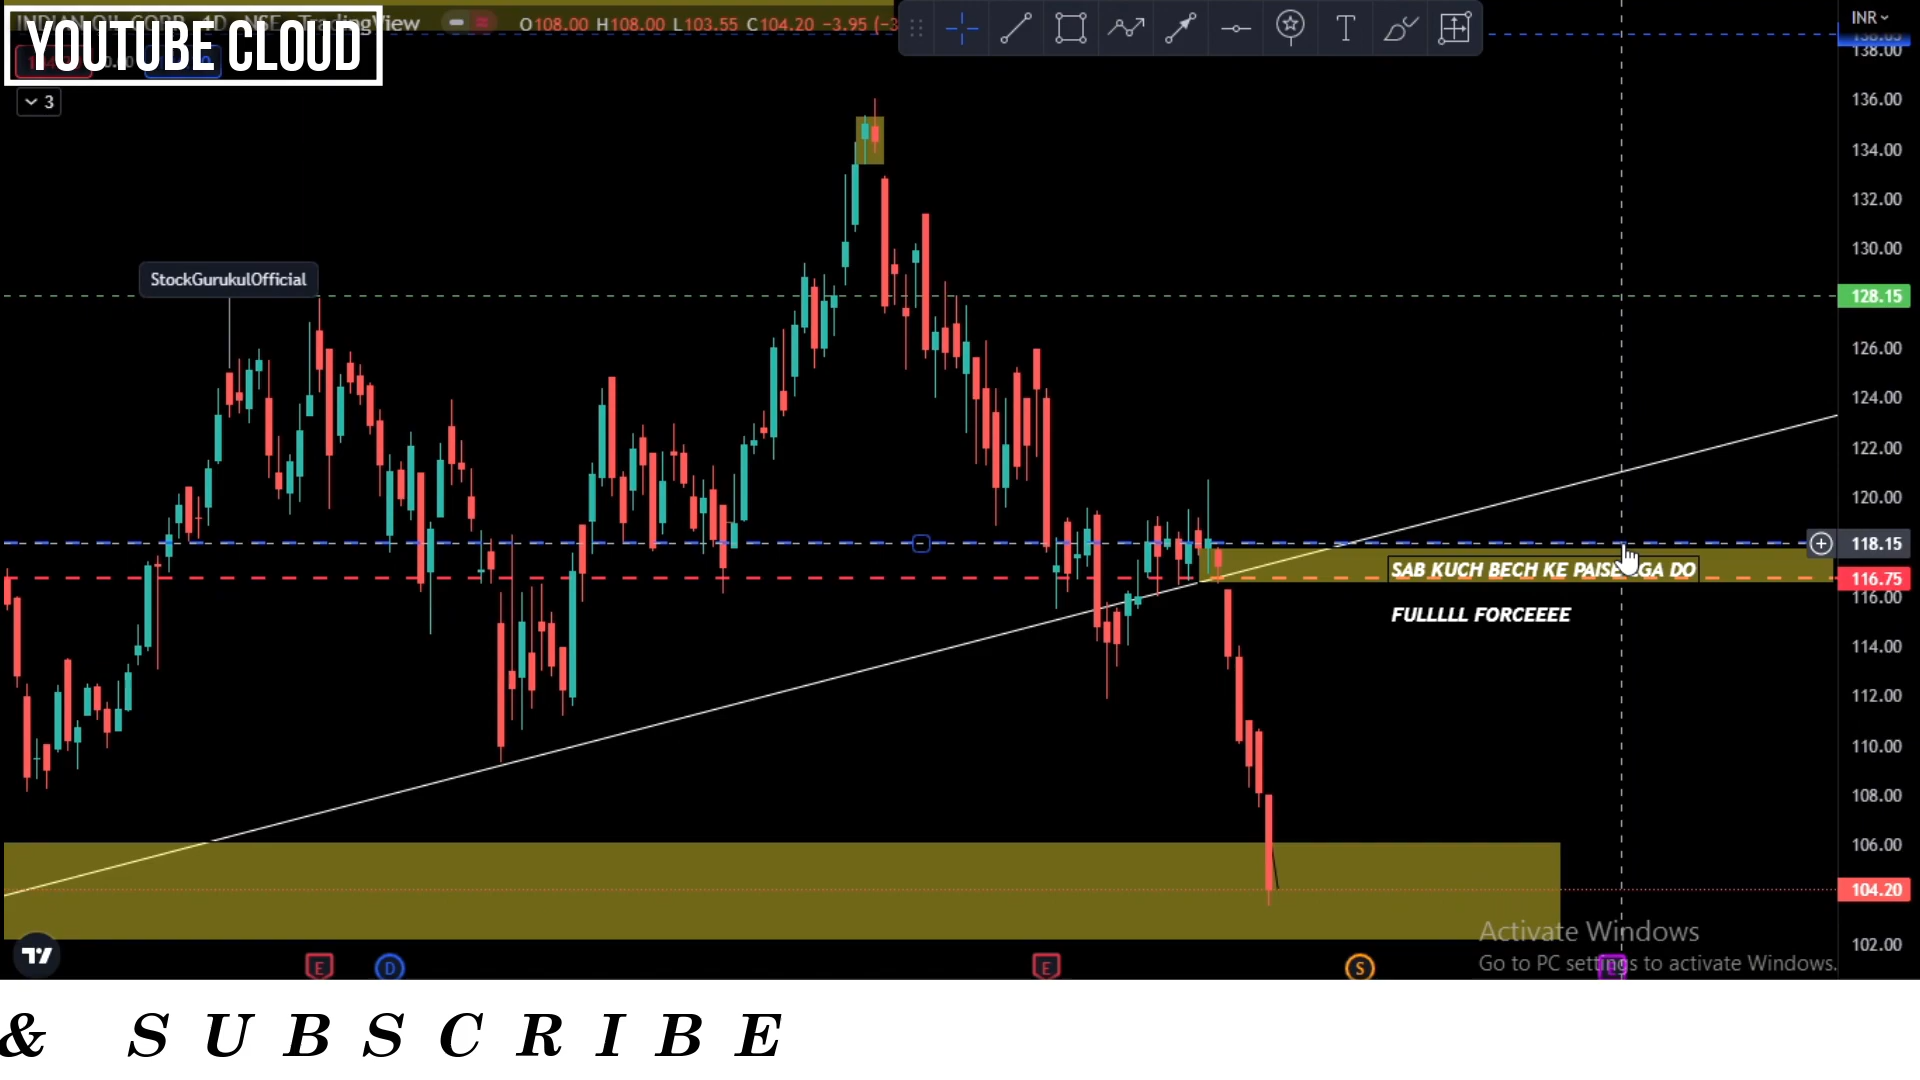 YOUTUBE CLOUD
O108.00 H108.00 L103.55 C104.20 −3.95
INR
3
138.00
136.00
134.00
132.00
130.00
StockGurukulOfficial
128.15
126.00
124.00
122.00
120.00
118.15
SAB KUCH BECH KE PAISE GA DO
116.75
116.00
FULLLLL FORCEEEE
114.00
112.00
110.00
108.00
106.00
104.20
Activate Windows
102.00
Go to PC settings to activate Windows.
E D E S
& SUBSCRIBE